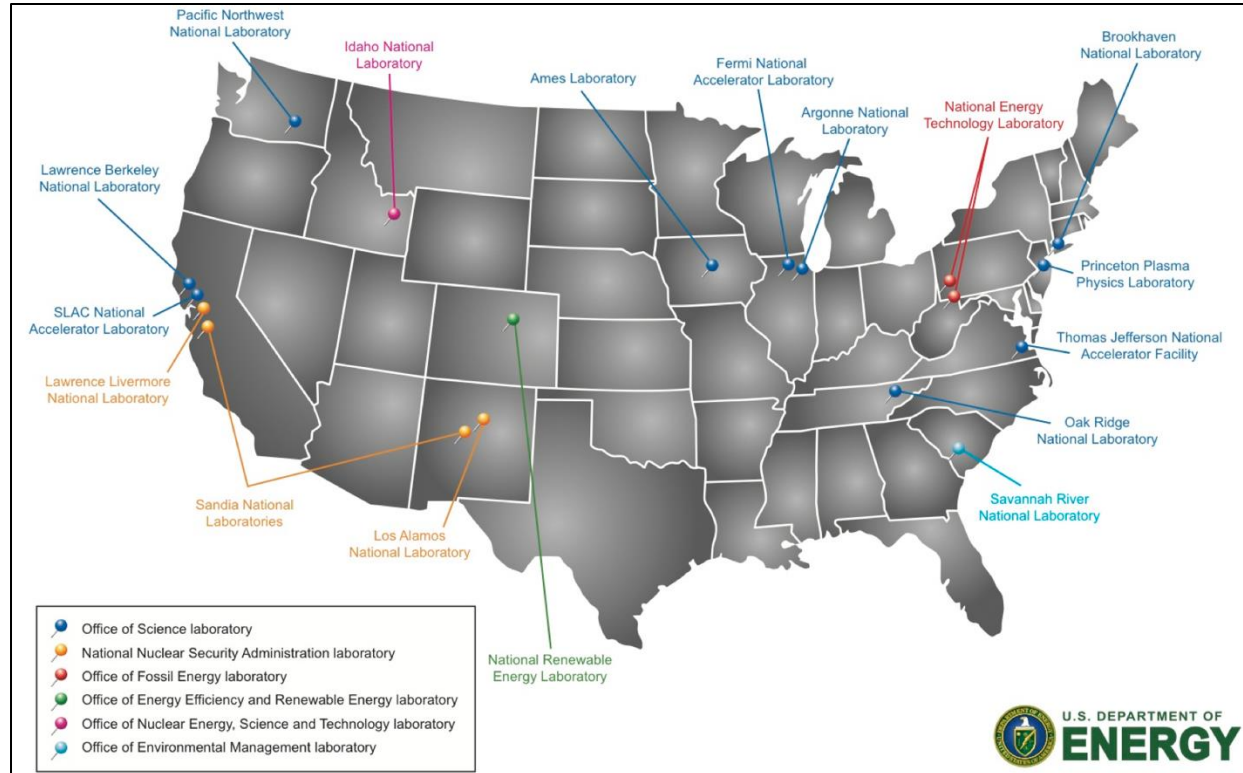 Pacific Northwest
National Laboratory
Idaho National
Laboratory
Ames Laboratory
Fermi National
Accelerator Laboratory
Argonne National
Laboratory
National Energy
Technology Laboratory
Brookhaven
National Laboratory
Lawrence Berkeley
National Laboratory
SLAC National
Accelerator Laboratory
Lawrence Livermore
National Laboratory
Sandia National
Laboratories
Los Alamos
National Laboratory
National Renewable
Energy Laboratory
Princeton Plasma
Physics Laboratory
Thomas Jefferson National
Accelerator Facility
Oak Ridge
National Laboratory
Savannah River
National Laboratory
Office of Science laboratory
National Nuclear Security Administration laboratory
Office of Fossil Energy laboratory
Office of Energy Efficiency and Renewable Energy laboratory
Office of Nuclear Energy, Science and Technology laboratory
Office of Environmental Management laboratory
U.S. DEPARTMENT OF
ENERGY